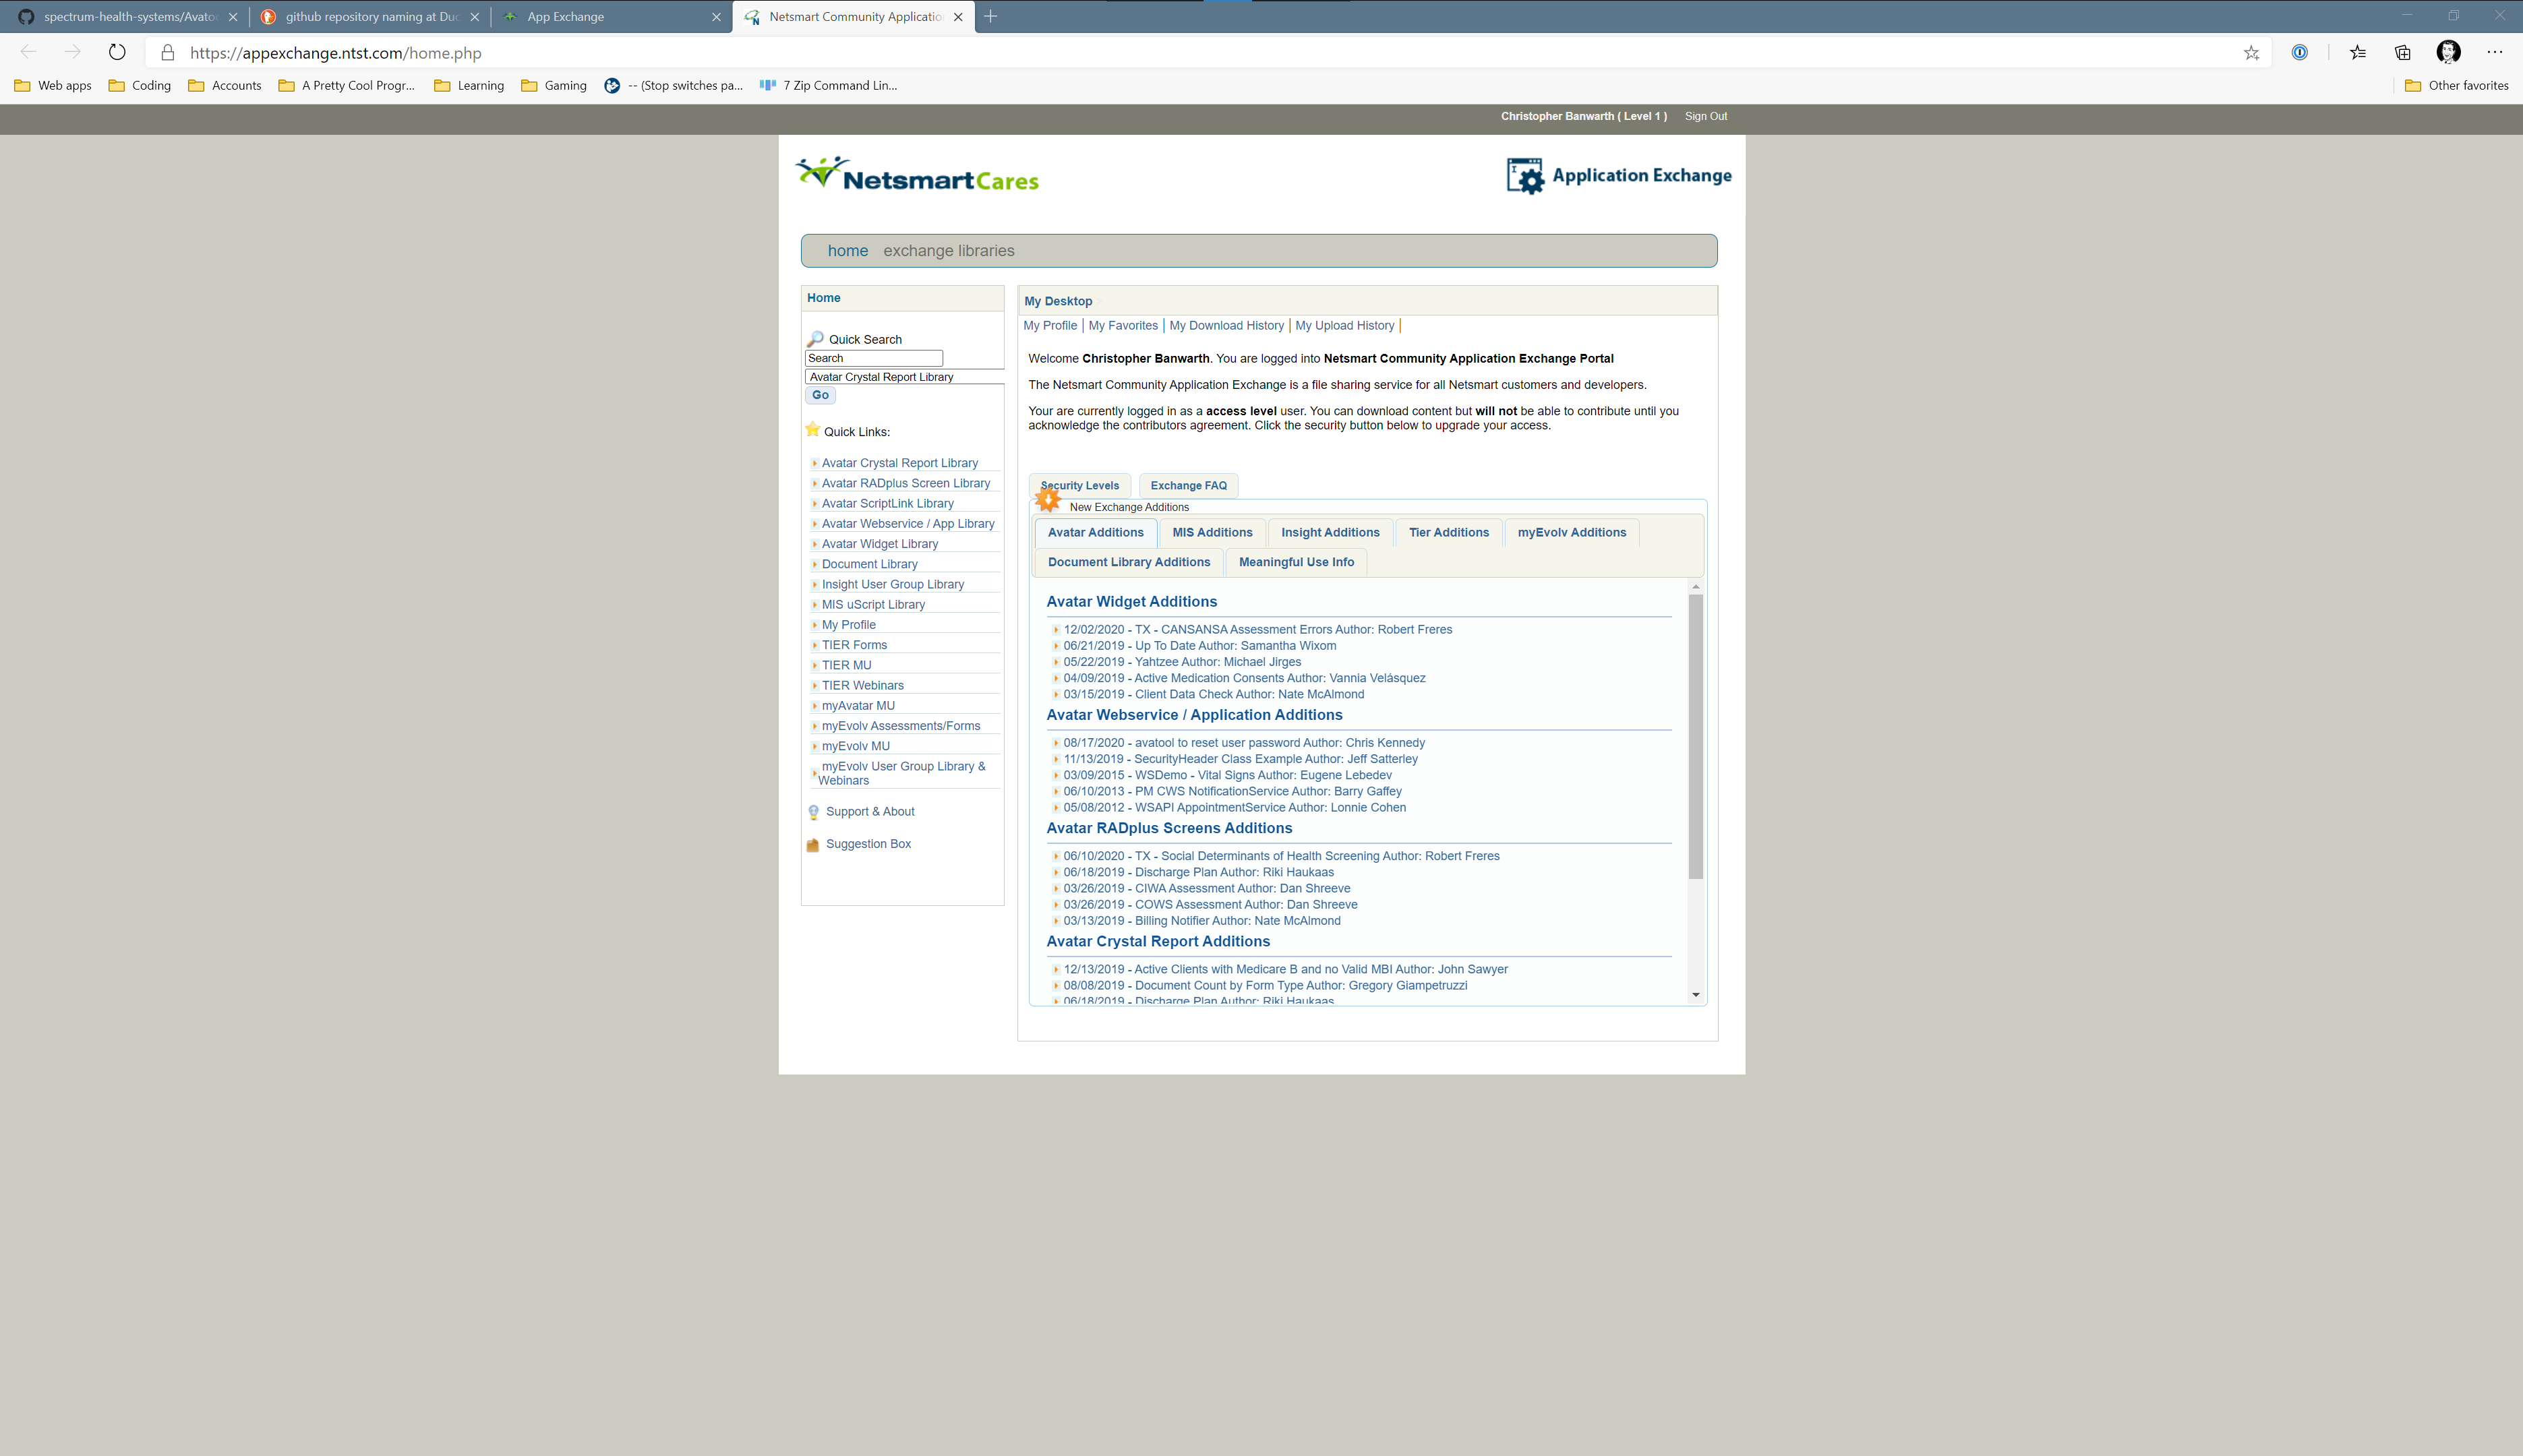 spectrum-health-systems/Avatoo
github repository naming at Duc
App Exchange
Netsmart Community Applicatio
https://appexchange.ntst.com/home.php
Web apps
Coding
Accounts
A Pretty Cool Progr...
Learning
Gaming
-- (Stop switches pa...
7 Zip Command Lin...
Other favorites
Christopher Banwarth ( Level 1 ) Sign Out
NetsmartCares
Application Exchange
home exchange libraries
Home
Quick Search
Search
Avatar Crystal Report Library
Go
Quick Links:
Avatar Crystal Report Library
Avatar RADplus Screen Library
Avatar ScriptLink Library
Avatar Webservice / App Library
Avatar Widget Library
Document Library
Insight User Group Library
MIS uScript Library
My Profile
TIER Forms
TIER MU
TIER Webinars
myAvatar MU
myEvolv Assessments/Forms
myEvolv MU
myEvolv User Group Library &
Webinars
Support & About
Suggestion Box
My Desktop
My Profile | My Favorites | My Download History | My Upload History |
Welcome Christopher Banwarth. You are logged into Netsmart Community Application Exchange Portal
The Netsmart Community Application Exchange is a file sharing service for all Netsmart customers and developers.
Your are currently logged in as a access level user. You can download content but will not be able to contribute until you
acknowledge the contributors agreement. Click the security button below to upgrade your access.
Security Levels
Exchange FAQ
New Exchange Additions
Avatar Additions
MIS Additions
Insight Additions
Tier Additions
myEvolv Additions
Document Library Additions
Meaningful Use Info
Avatar Widget Additions
12/02/2020 - TX - CANSANSA Assessment Errors Author: Robert Freres
06/21/2019 - Up To Date Author: Samantha Wixom
05/22/2019 - Yahtzee Author: Michael Jirges
04/09/2019 - Active Medication Consents Author: Vannia Velásquez
03/15/2019 - Client Data Check Author: Nate McAlmond
Avatar Webservice / Application Additions
08/17/2020 - avatool to reset user password Author: Chris Kennedy
11/13/2019 - SecurityHeader Class Example Author: Jeff Satterley
03/09/2015 - WSDemo - Vital Signs Author: Eugene Lebedev
06/10/2013 - PM CWS NotificationService Author: Barry Gaffey
05/08/2012 - WSAPI AppointmentService Author: Lonnie Cohen
Avatar RADplus Screens Additions
06/10/2020 - TX - Social Determinants of Health Screening Author: Robert Freres
06/18/2019 - Discharge Plan Author: Riki Haukaas
03/26/2019 - CIWA Assessment Author: Dan Shreeve
03/26/2019 - COWS Assessment Author: Dan Shreeve
03/13/2019 - Billing Notifier Author: Nate McAlmond
Avatar Crystal Report Additions
12/13/2019 - Active Clients with Medicare B and no Valid MBI Author: John Sawyer
08/08/2019 - Document Count by Form Type Author: Gregory Giampetruzzi
06/18/2019 - Discharge Plan Author: Riki Haukaas